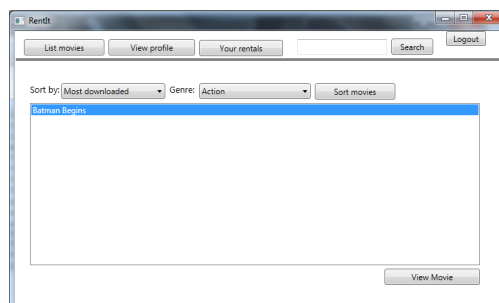 RentIt
Logout
List movies View profile Your rentals Search
Sort by: Most downloaded Genre: Action Sort movies
Batman Begins
View Movie